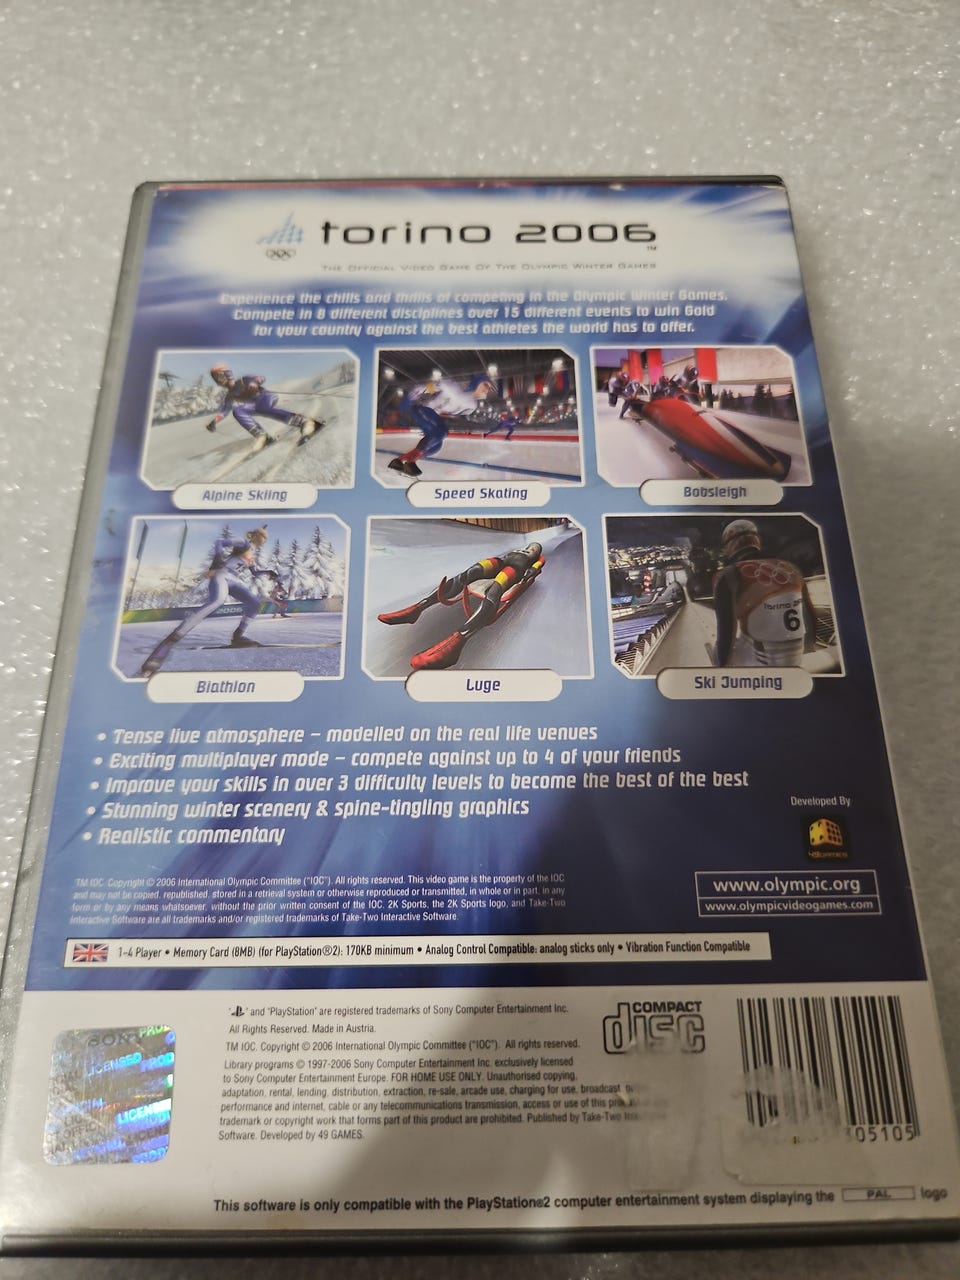 torino 2006
TM
THE OFFICIAL VIDEO GAME OF THE OLYMPIC WINTER GAMES
Experience the chills and thrills of competing in the Olympic Winter Games.
Compete in 8 different disciplines over 15 different events to win Gold
for your country against the best athletes the world has to offer.
Alpine Skiing
Speed Skating
Bobsleigh
2006
torino
6
Biathlon
Luge
Ski Jumping
• Tense live atmosphere – modelled on the real life venues
• Exciting multiplayer mode – compete against up to 4 of your friends
• Improve your skills in over 3 difficulty levels to become the best of the best
• Stunning winter scenery & spine-tingling graphics
• Realistic commentary
Developed By
49GAMES
TM IOC. Copyright © 2006 International Olympic Committee ("IOC"). All rights reserved. This video game is the property of the IOC
and may not be copied, republished, stored in a retrieval system or otherwise reproduced or transmitted, in whole or in part, in any
form or by any means whatsoever, without the prior written consent of the IOC. 2K Sports, the 2K Sports logo, and Take-Two
Interactive Software are all trademarks and/or registered trademarks of Take-Two Interactive Software.
www.olympic.org
www.olympicvideogames.com
1-4 Player • Memory Card (8MB) (for PlayStation®2): 170KB minimum • Analog Control Compatible: analog sticks only • Vibration Function Compatible
" " and "PlayStation" are registered trademarks of Sony Computer Entertainment Inc.
All Rights Reserved. Made in Austria.
TM IOC. Copyright © 2006 International Olympic Committee ("IOC"). All rights reserved.
Library programs © 1997-2006 Sony Computer Entertainment Inc. exclusively licensed
to Sony Computer Entertainment Europe. FOR HOME USE ONLY. Unauthorised copying,
adaptation, rental, lending, distribution, extraction, re-sale, arcade use, charging for use, broadcast
performance and internet, cable or any telecommunications transmission, access or use of this
trademark or copyright work that forms part of this product are prohibited. Published by Take-Two
Software. Developed by 49 GAMES.
COMPACT
disc
SONY
LICENSED PROD
LICENS
305105
This software is only compatible with the PlayStation®2 computer entertainment system displaying the PAL logo